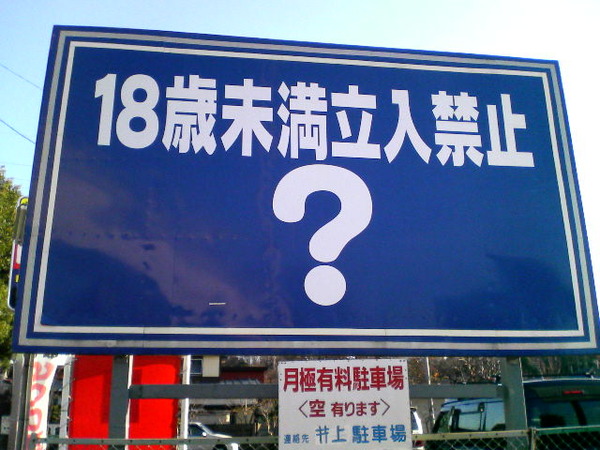 18歳未満立入禁止
?
月極有料駐車場
〈空有ります〉
連絡先 井上駐車場